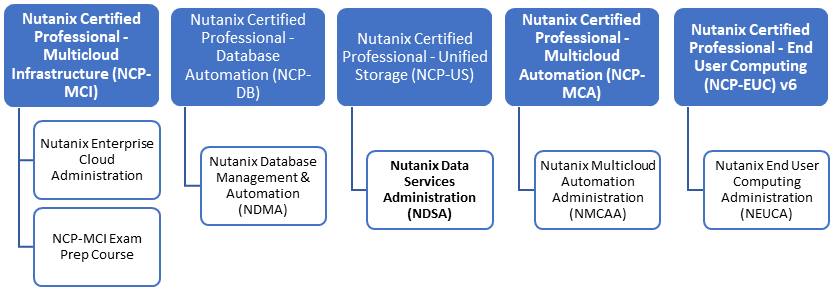 Nutanix Certified
Professional -
Multicloud
Infrastructure (NCP-
MCI)
Nutanix Enterprise
Cloud
Administration
NCP-MCI Exam
Prep Course
Nutanix Certified
Professional -
Database
Automation (NCP-
DB)
Nutanix Database
Management &
Automation
(NDMA)
Nutanix Certified
Professional - Unified
Storage (NCP-US)
Nutanix Data
Services
Administration
(NDSA)
Nutanix Certified
Professional -
Multicloud
Automation (NCP-
MCA)
Nutanix Multicloud
Automation
Administration
(NMCAA)
Nutanix Certified
Professional - End
User Computing
(NCP-EUC) v6
Nutanix End User
Computing
Administration
(NEUCA)